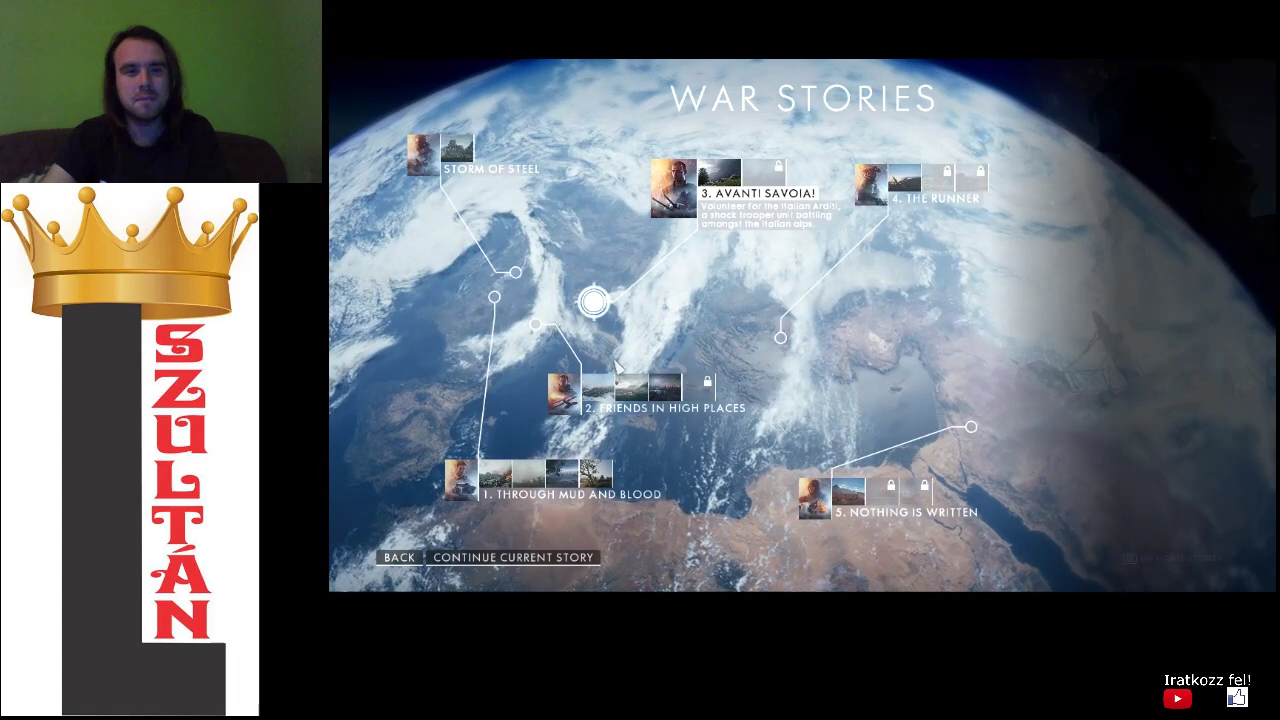 WAR STORIES
STORM OF STEEL
3. AVANTI SAVOIA!
Volunteer for the Italian Arditi,
a shock trooper unit battling
amongst the Italian alps.
4. THE RUNNER
2. FRIENDS IN HIGH PLACES
1. THROUGH MUD AND BLOOD
5. NOTHING IS WRITTEN
BACK
CONTINUE CURRENT STORY
L
SZULTÁN
Iratkozz fel!